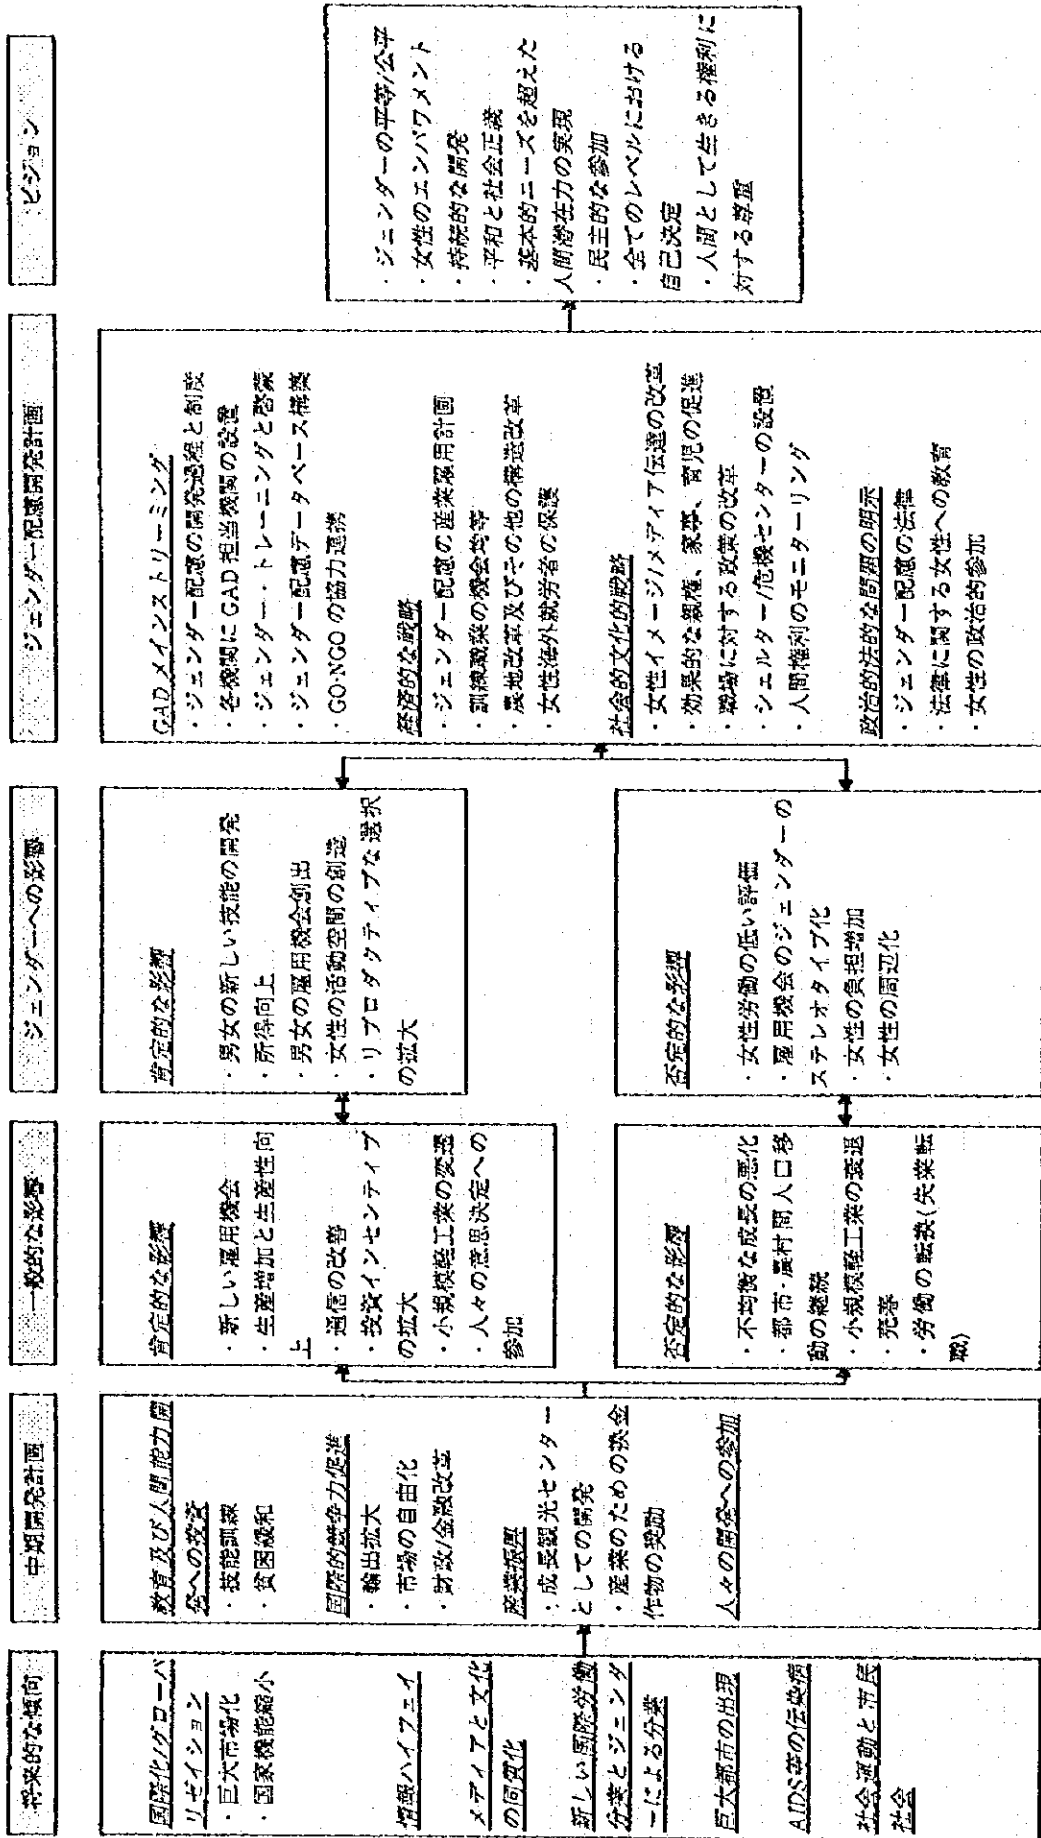 将来的な傾向
国際化/グローバ
リゼイション
・巨大市場化
・国家機能縮小
情報ハイウェイ
メディアと文化
の同質化
新しい国際労働
分業とジェンダ
ーによる分業
巨大都市の出現
AIDS等の伝染病
社会運動と市民
社会
中期開発計画
教育及び人間能力開
発への投資
・技能訓練
・貧困緩和
国際的競争力促進
・輸出拡大
・市場の自由化
・財政/金融改革
産業振興
・成長観光センター
としての開発
・産業のための換金
作物の奨励
人々の開発への参加
一般的な影響
肯定的な影響
・新しい雇用機会
・生産増加と生産性向
上
・通信の改善
・投資インセンティブ
の拡大
・小規模軽工業の変遷
・人々の意思決定への
参加
否定的な影響
・不均衡な成長の悪化
・都市・農村間人口移
動の継続
・小規模軽工業の衰退
・売春
・労働の転換(失業転
職)
ジェンダーへの影響
肯定的な影響
・男女の新しい技能の開発
・所得向上
・男女の雇用機会創出
・女性の活動空間の創造
・リプロダクティブな選択
の拡大
否定的な影響
・女性労働の低い評価
・雇用機会のジェンダーの
ステレオタイプ化
・女性の負担増加
・女性の周辺化
ジェンダー配慮開発計画
GADメインストリーミング
・ジェンダー配慮の開発過程と制度
・各機関にGAD担当機関の設置
・ジェンダー・トレーニングと啓蒙
・ジェンダー配慮データベース構築
・GO-NGOの協力連携
経済的な戦略
・ジェンダー配慮の産業雇用計画
・訓練職業の機会均等
・農地改革及びその他の構造改革
・女性海外就労者の保護
社会的文化的戦略
・女性イメージ/メディア伝達の改革
・効果的な親権、家事、育児の促進
・職場に対する政策の改革
・シェルター/危機センターの設置
・人間権利のモニターリング
政治的法的な問題の明示
・ジェンダー配慮の法律
・法律に関する女性への教育
・女性の政治的参加
ビジョン
・ジェンダーの平等/公平
・女性のエンパワメント
・持続的な開発
・平和と社会正義
・基本的ニーズを超えた
人間潜在力の実現
・民主的な参加
・全てのレベルにおける
自己決定
・人間として生きる権利に
対する尊重